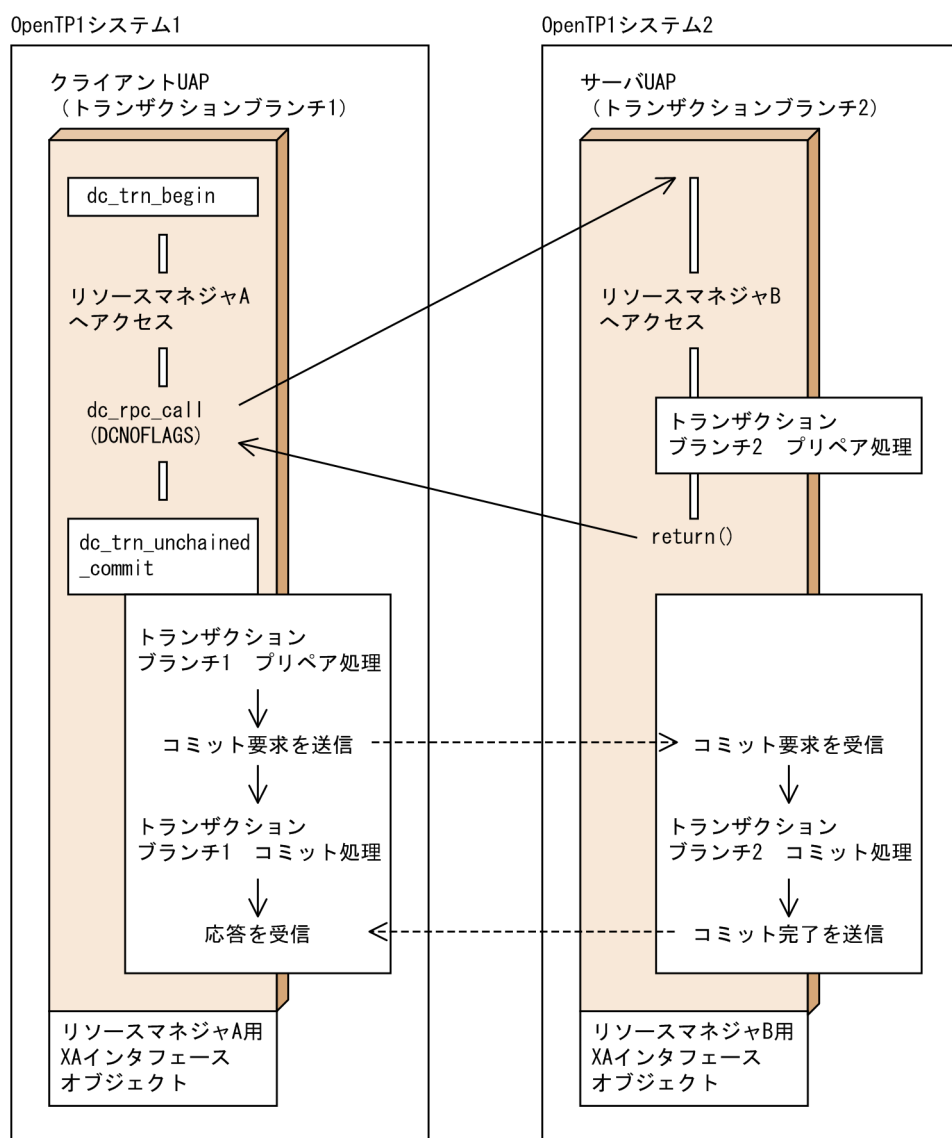 OpenTP1システム1
クライアントUAP
（トランザクションブランチ1）
dc_trn_begin
リソースマネジャA
へアクセス
dc_rpc_call
(DCNOFLAGS)
dc_trn_unchained
_commit
トランザクション
ブランチ1　プリペア処理
コミット要求を送信
トランザクション
ブランチ1　コミット処理
応答を受信
リソースマネジャA用
XAインタフェース
オブジェクト
OpenTP1システム2
サーバUAP
（トランザクションブランチ2）
リソースマネジャB
へアクセス
トランザクション
ブランチ2　プリペア処理
return()
コミット要求を受信
トランザクション
ブランチ2　コミット処理
コミット完了を送信
リソースマネジャB用
XAインタフェース
オブジェクト